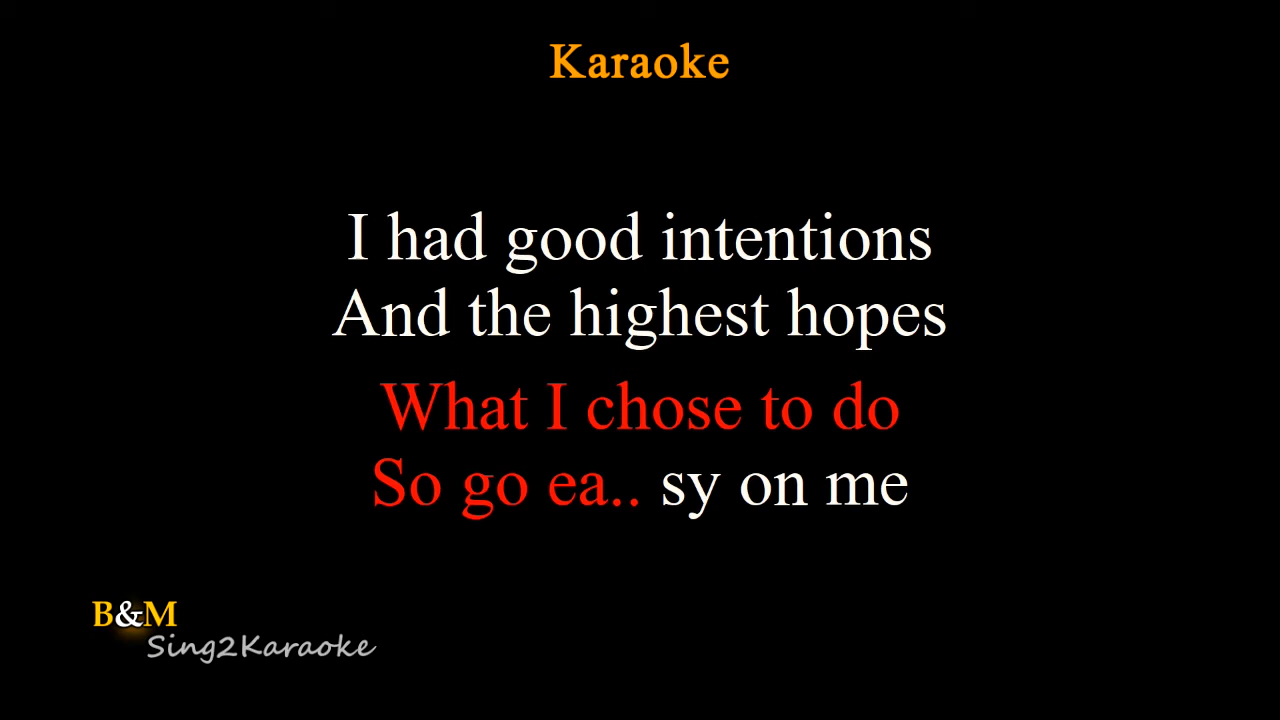 Karaoke
I had good intentions
And the highest hopes
What I chose to do
So go ea.. sy on me
B&M
Sing2Karaoke